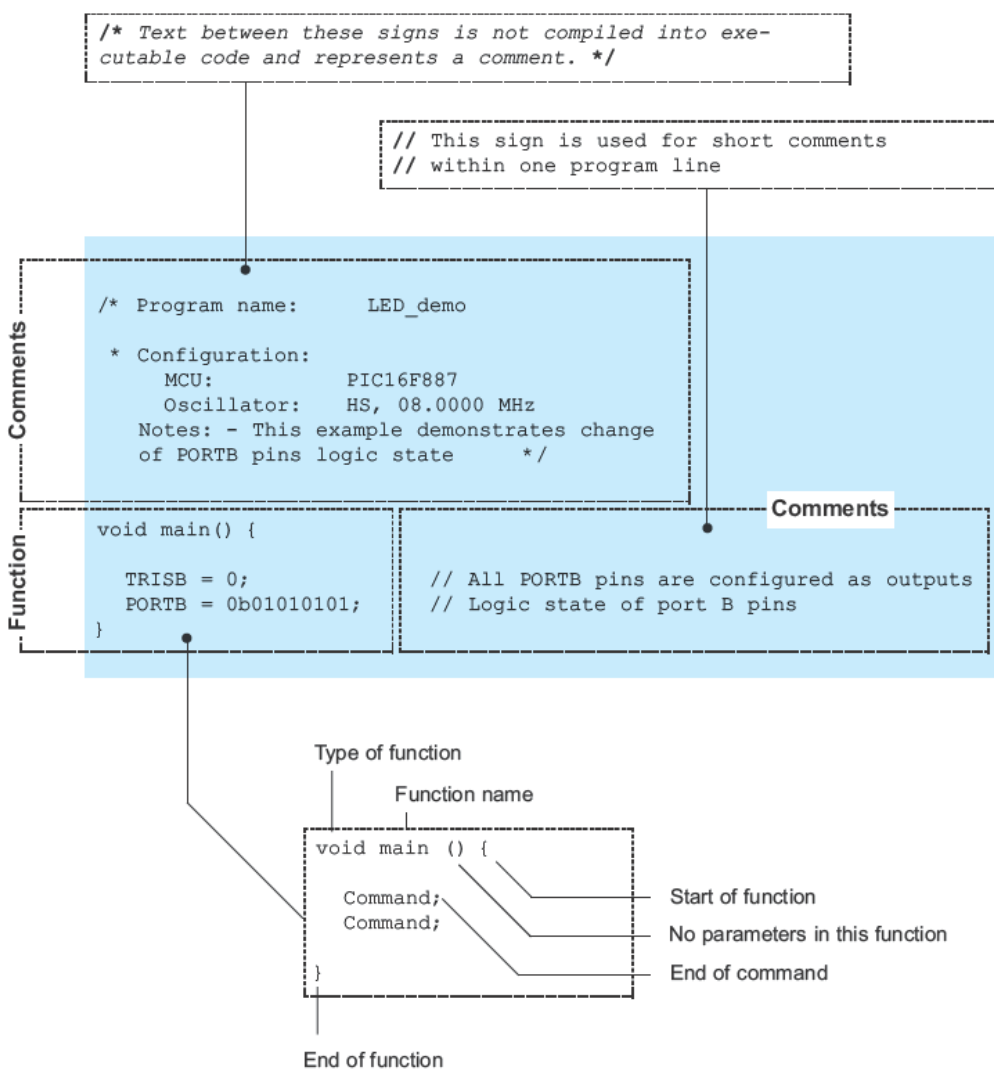 /* Text between these signs is not compiled into exe-
cutable code and represents a comment. */
// This sign is used for short comments
// within one program line
Comments
/* Program name: LED_demo
* Configuration:
MCU: PIC16F887
Oscillator: HS, 08.0000 MHz
Notes: - This example demonstrates change
of PORTB pins logic state */
Function
Comments
void main() {
TRISB = 0; // All PORTB pins are configured as outputs
PORTB = 0b01010101; // Logic state of port B pins
}
Type of function
Function name
void main () {
Command;
Command;
}
Start of function
No parameters in this function
End of command
End of function